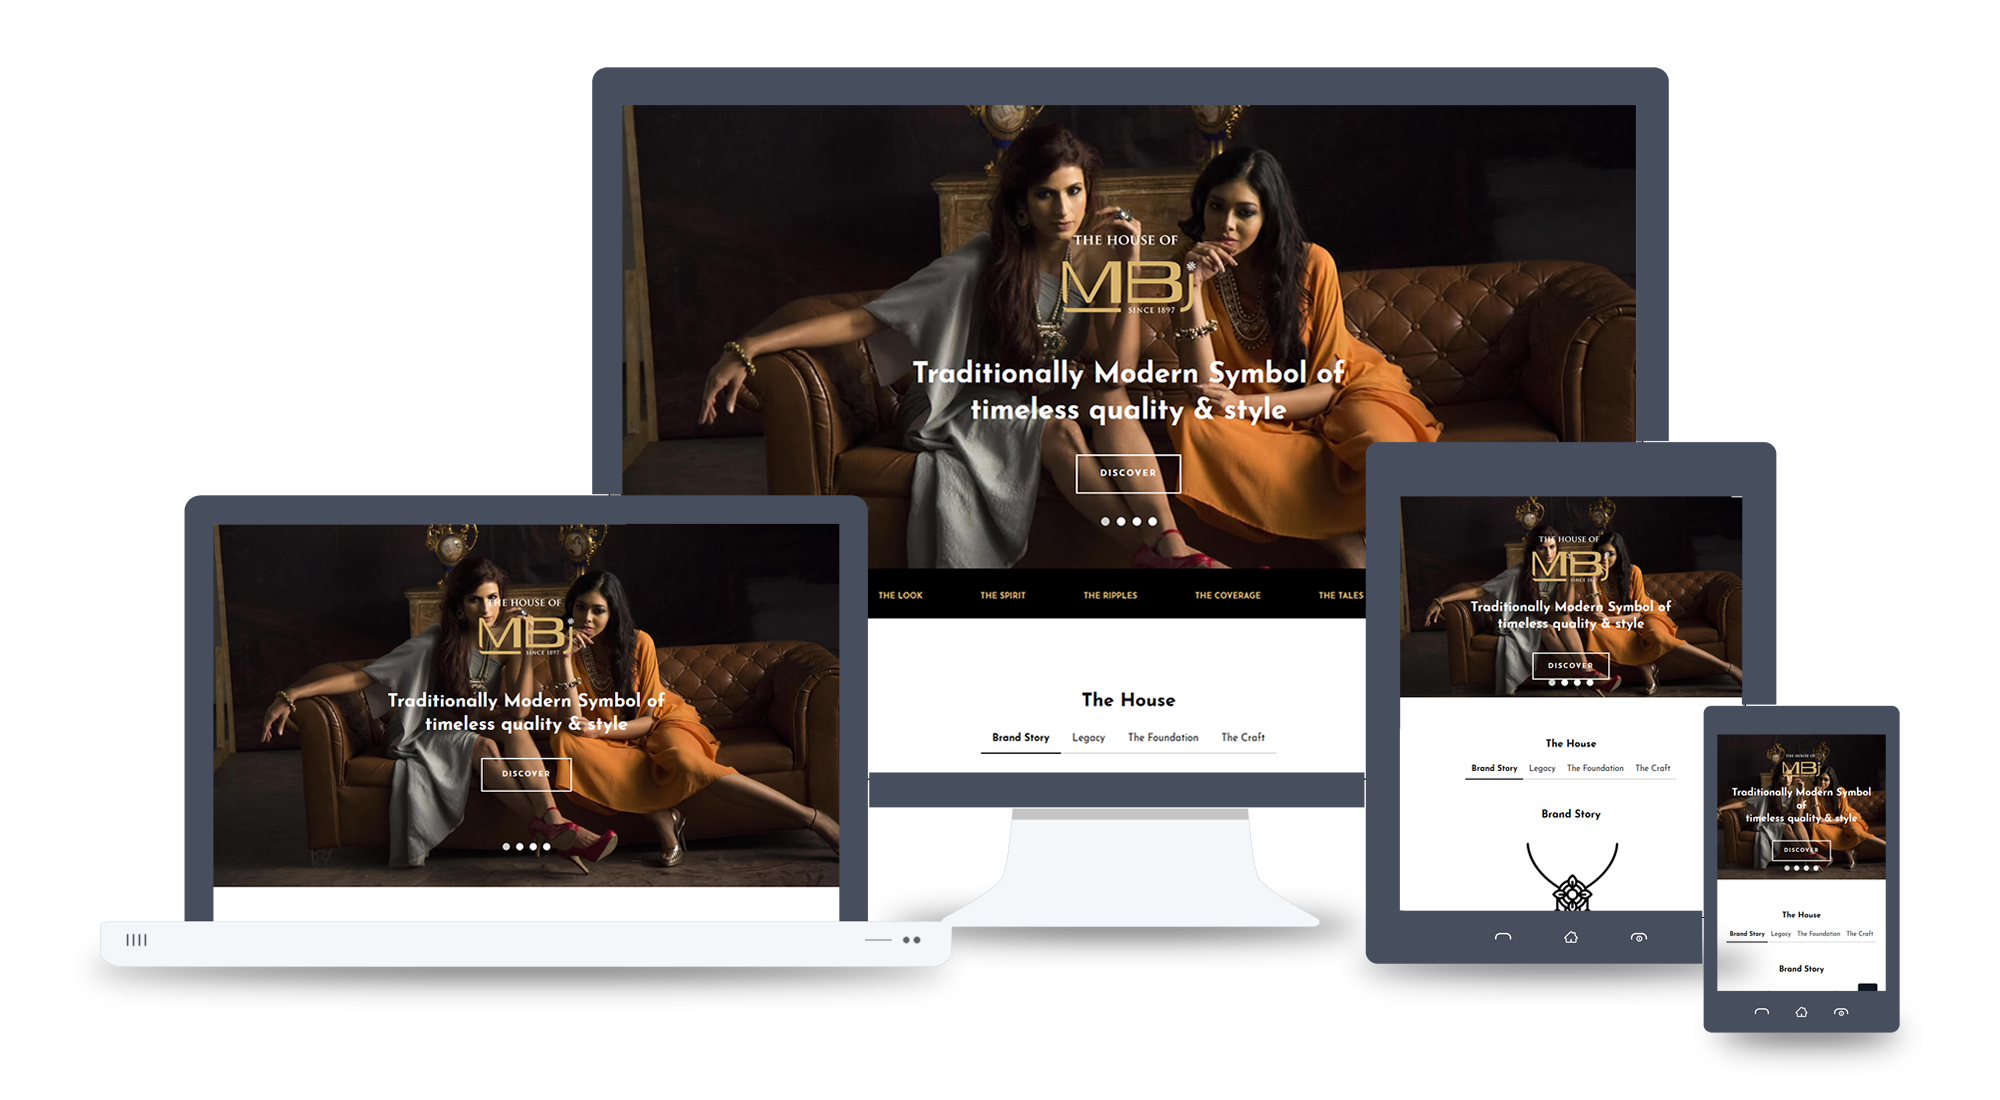 THE HOUSE OF
MBj
SINCE 1897
Traditionally Modern Symbol of
timeless quality & style
DISCOVER
THE LOOK THE SPIRIT THE RIPPLES THE COVERAGE THE TALES
The House
Brand Story Legacy The Foundation The Craft
THE HOUSE OF
MBj
SINCE 1897
Traditionally Modern Symbol of
timeless quality & style
DISCOVER
THE HOUSE OF
MBj
SINCE 1897
Traditionally Modern Symbol of
timeless quality & style
DISCOVER
The House
Brand Story Legacy The Foundation The Craft
Brand Story
THE HOUSE OF
MBj
Traditionally Modern Symbol
of
timeless quality & style
DISCOVER
The House
Brand Story Legacy The Foundation The Craft
Brand Story